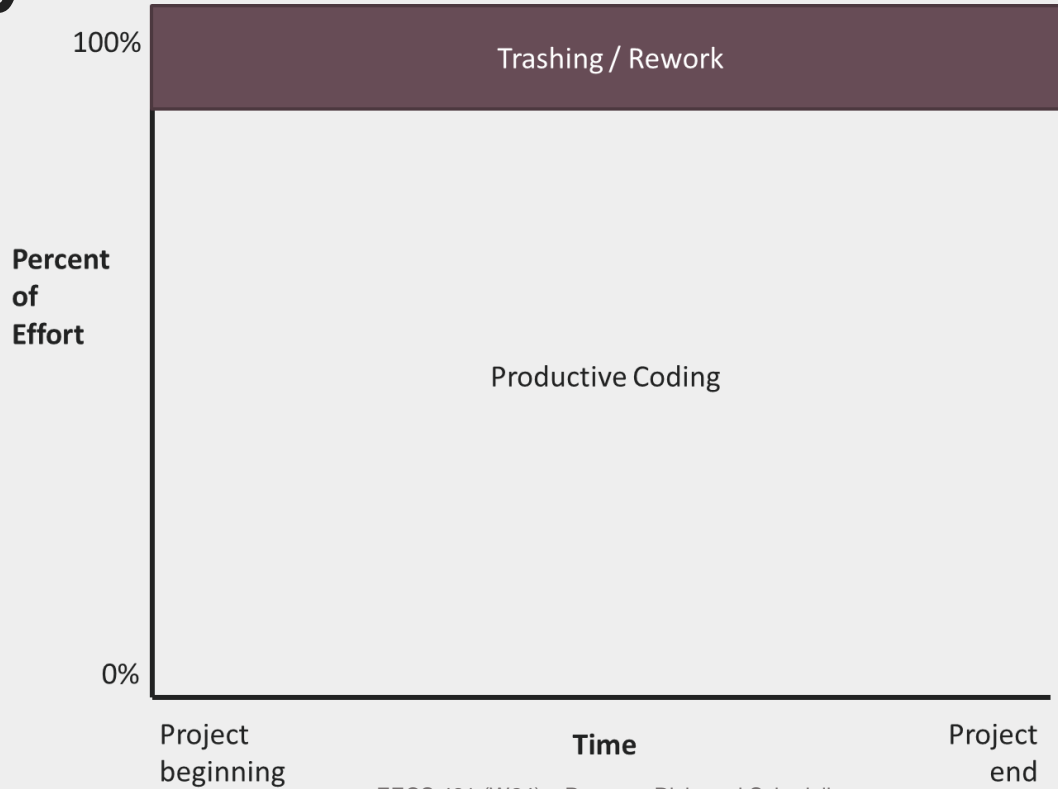 100%
Trashing / Rework
Percent
of
Effort
Productive Coding
0%
Project
beginning
Time
Project
end